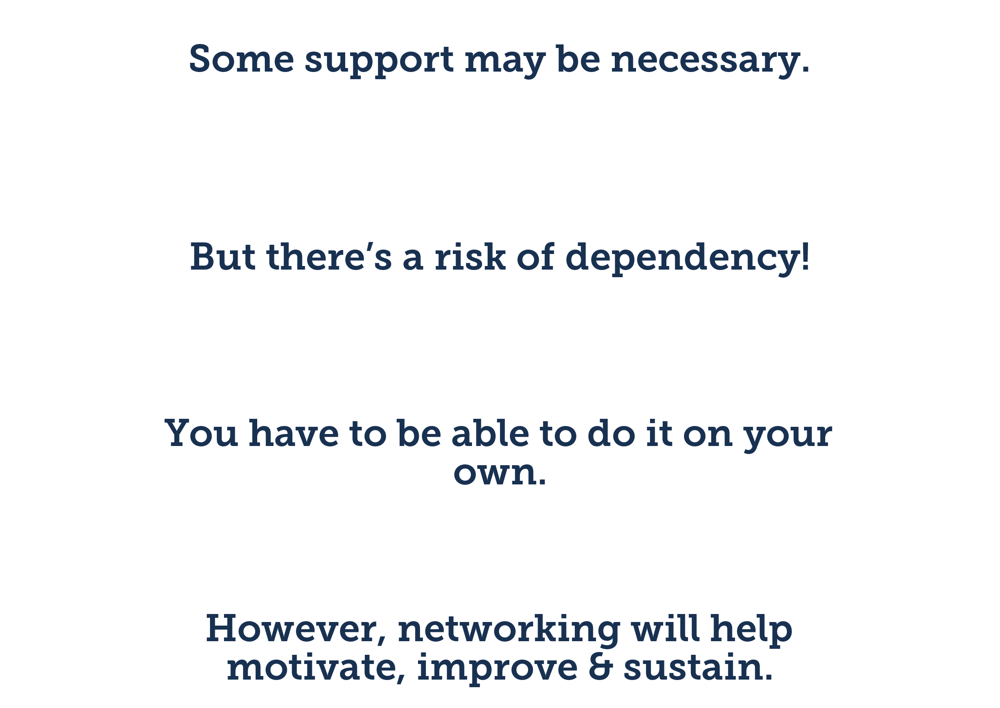 Some support may be necessary.
But there’s a risk of dependency!
You have to be able to do it on your
own.
However, networking will help
motivate, improve & sustain.